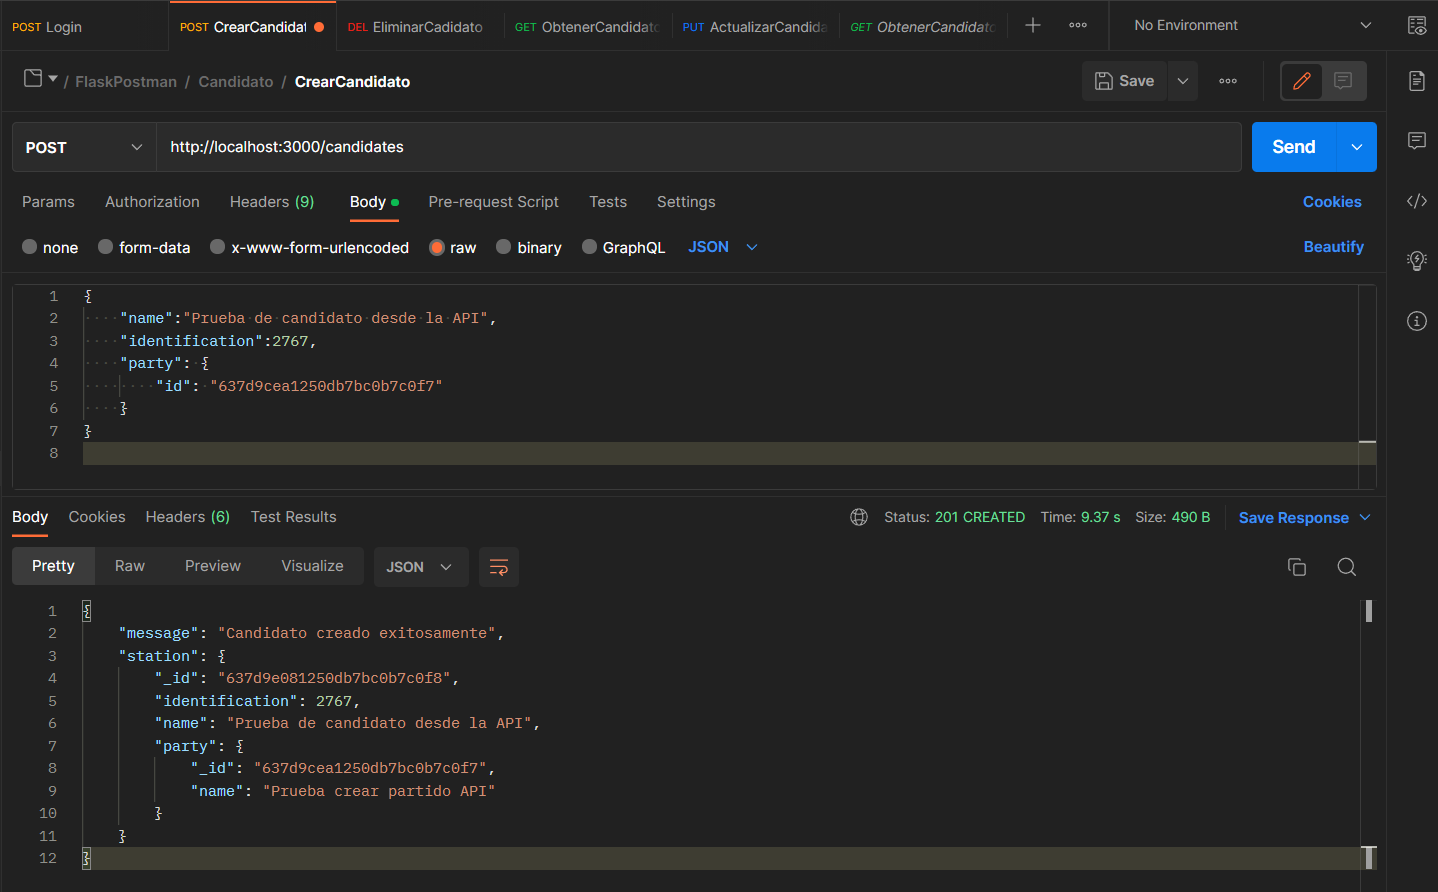 POST Login POST CrearCandidat DEL EliminarCadidato GET ObtenerCandidato PUT ActualizarCandida GET ObtenerCandidato No Environment
/ FlaskPostman / Candidato / CrearCandidato Save
POST http://localhost:3000/candidates Send
Params Authorization Headers (9) Body Pre-request Script Tests Settings Cookies
none form-data x-www-form-urlencoded raw binary GraphQL JSON Beautify
1 {
2 "name":"Prueba de candidato desde la API",
3 "identification":2767,
4 "party": {
5 "id": "637d9cea1250db7bc0b7c0f7"
6 }
7 }
8
Body Cookies Headers (6) Test Results Status: 201 CREATED Time: 9.37 s Size: 490 B Save Response
Pretty Raw Preview Visualize JSON
1 {
2 "message": "Candidato creado exitosamente",
3 "station": {
4 "_id": "637d9e081250db7bc0b7c0f8",
5 "identification": 2767,
6 "name": "Prueba de candidato desde la API",
7 "party": {
8 "_id": "637d9cea1250db7bc0b7c0f7",
9 "name": "Prueba crear partido API"
10 }
11 }
12 }